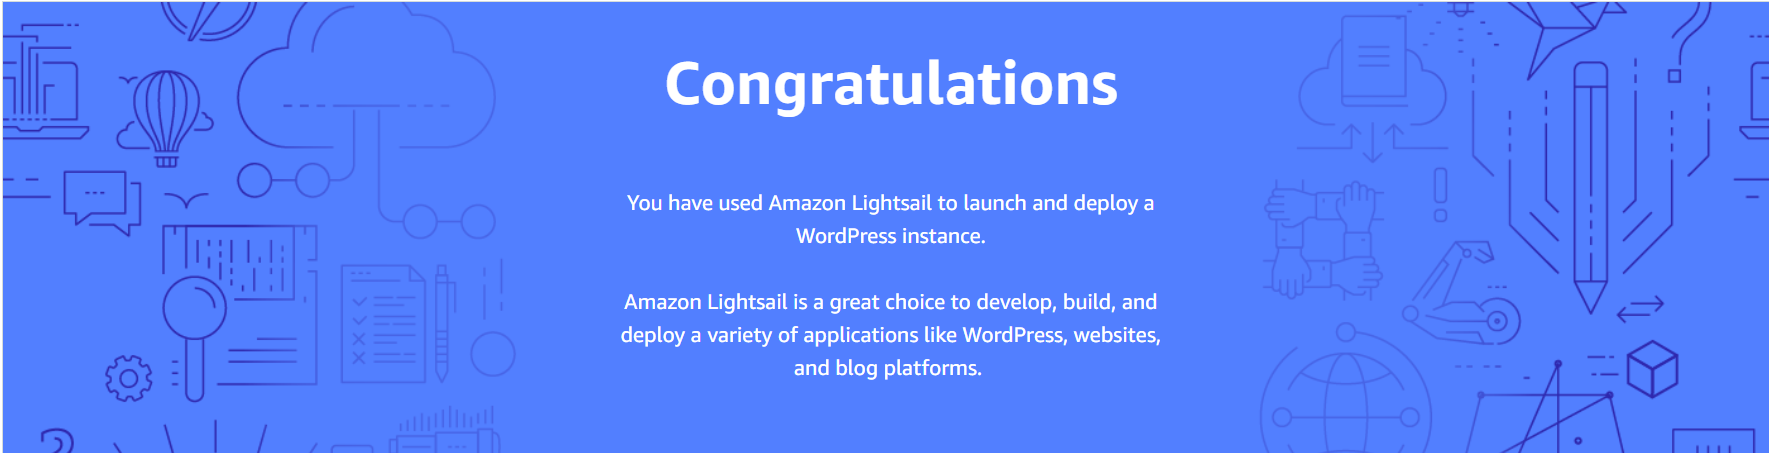 Congratulations
You have used Amazon Lightsail to launch and deploy a
WordPress instance.
Amazon Lightsail is a great choice to develop, build, and
deploy a variety of applications like WordPress, websites,
and blog platforms.